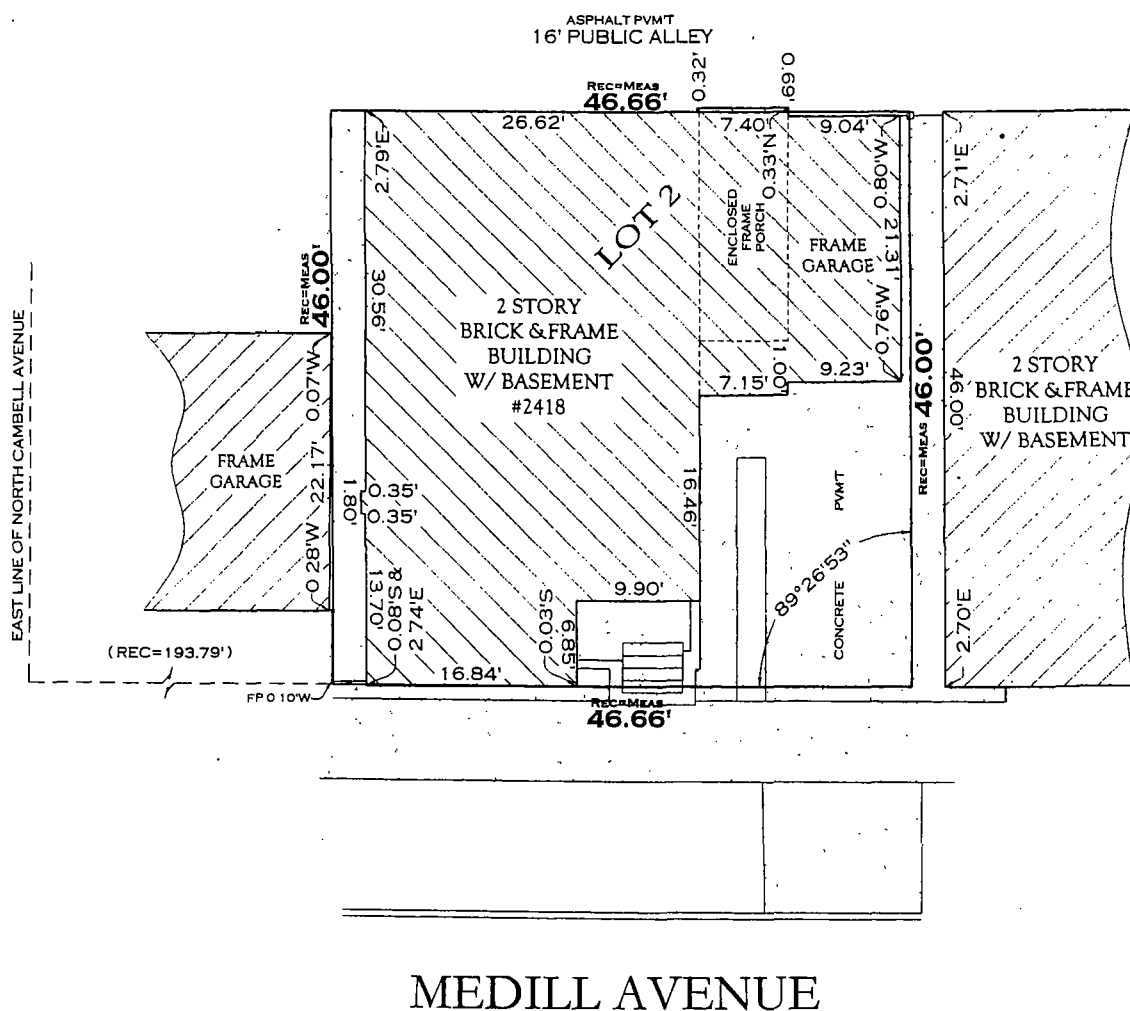 ASPHALT PVM'T
16' PUBLIC ALLEY
REC=MEAS
46.66'
0.32'
0.69'
26.62'
7.40'
9.04'
2.79'E
0.33'N
0.80'W
2.71'E
LOT 2
ENCLOSED
FRAME
PORCH
FRAME
GARAGE
21.31'
0.76'W
EAST LINE OF NORTH CAMBELL AVENUE
REC=MEAS
46.00'
30.56'
2 STORY
BRICK & FRAME
BUILDING
W/ BASEMENT
#2418
1.00'
7.15'
9.23'
REC=MEAS
46.00'
46.00'
2 STORY
BRICK & FRAME
BUILDING
W/ BASEMENT
0.07'W
FRAME
GARAGE
22.17'
0.28'W
1.80'
0.35'
0.35'
16.46'
CONCRETE PVM'T
89°26'53"
9.90'
0.03'S
6.85'
13.70'
0.08'S &
2.74'E
2.70'E
(REC=193.79')
16.84'
FP 0 10'W
REC=MEAS
46.66'
MEDILL AVENUE